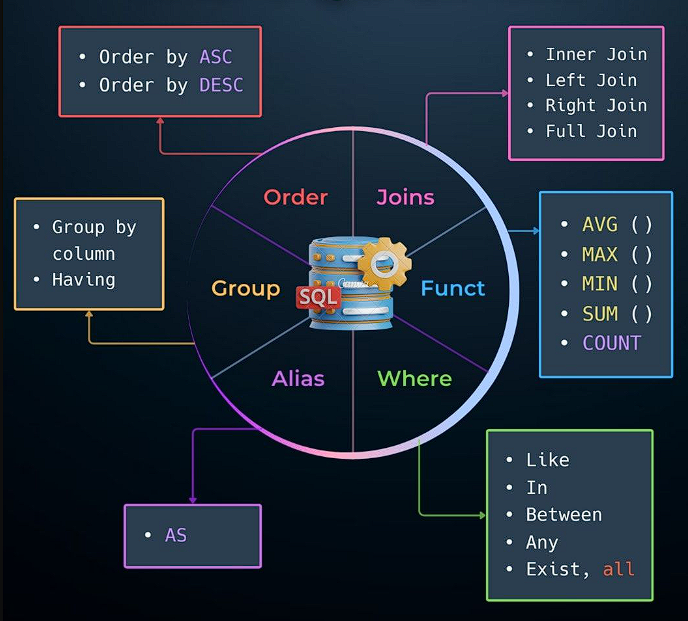 • Order by ASC
• Order by DESC
• Inner Join
• Left Join
• Right Join
• Full Join
Order
Joins
• Group by
column
• Having
• AVG ()
• MAX ()
• MIN ()
• SUM ()
• COUNT
Group
SQL
Funct
Alias
Where
• AS
• Like
• In
• Between
• Any
• Exist, all